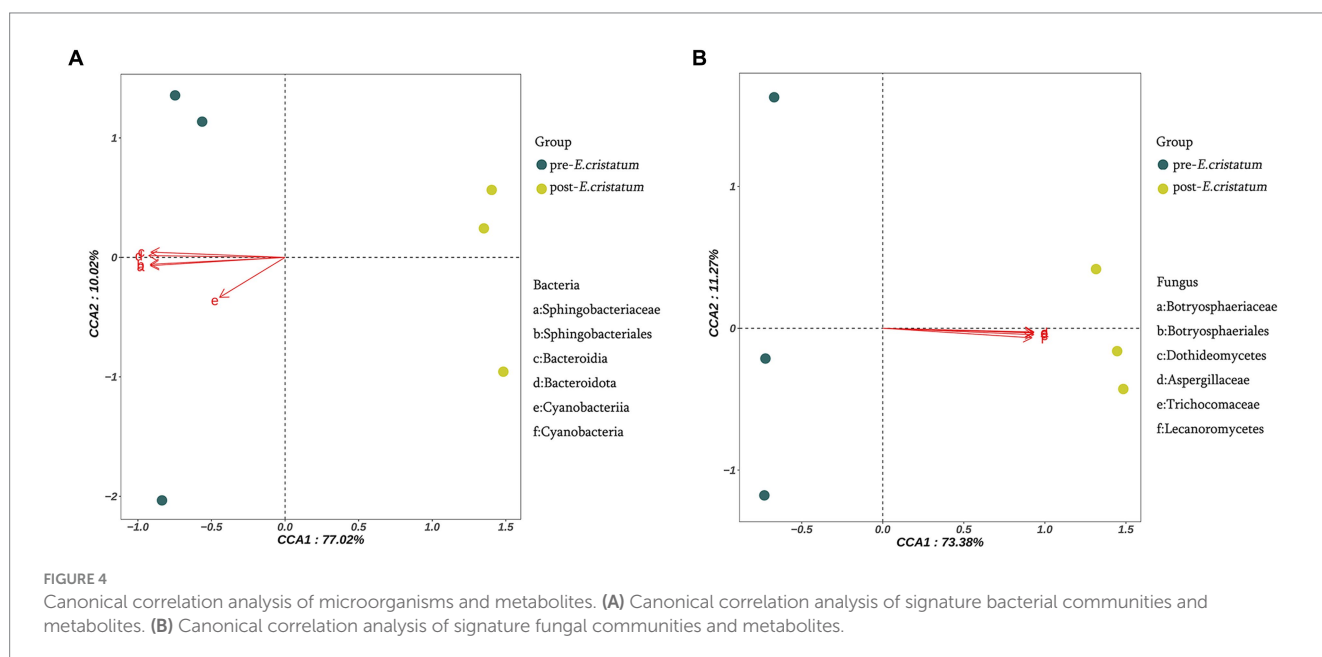 A
B
1
0
−1
−2
CCA2 : 10.02%
−1.0
−0.5
0.0
0.5
1.0
1.5
CCA1 : 77.02%
c
e
Group
pre-E.cristatum
post-E.cristatum
Bacteria
a:Sphingobacteriaceae
b:Sphingobacteriales
c:Bacteroidia
d:Bacteroidota
e:Cyanobacteriia
f:Cyanobacteria
1
0
−1
CCA2 : 11.27%
−0.5
0.0
0.5
1.0
1.5
CCA1 : 73.38%
Group
pre-E.cristatum
post-E.cristatum
Fungus
a:Botryosphaeriaceae
b:Botryosphaeriales
c:Dothideomycetes
d:Aspergillaceae
e:Trichocomaceae
f:Lecanoromycetes
FIGURE 4
Canonical correlation analysis of microorganisms and metabolites. (A) Canonical correlation analysis of signature bacterial communities and
metabolites. (B) Canonical correlation analysis of signature fungal communities and metabolites.